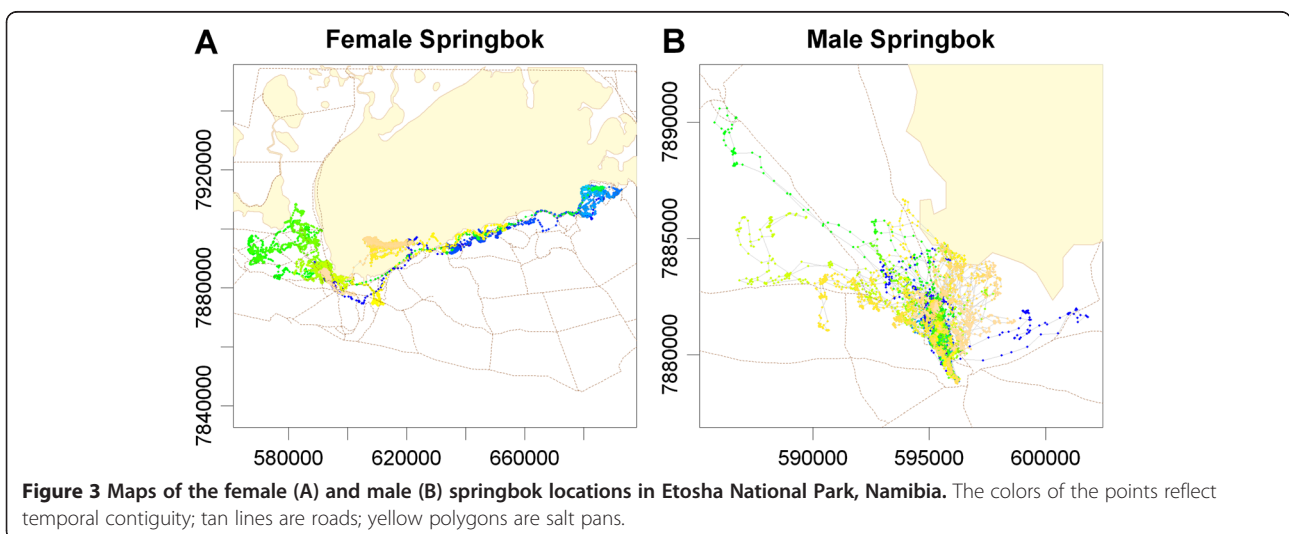 A Female Springbok
B Male Springbok
7920000
7880000
7840000
580000 620000 660000
7890000
7885000
7880000
590000 595000 600000
Figure 3 Maps of the female (A) and male (B) springbok locations in Etosha National Park, Namibia. The colors of the points reflect
temporal contiguity; tan lines are roads; yellow polygons are salt pans.